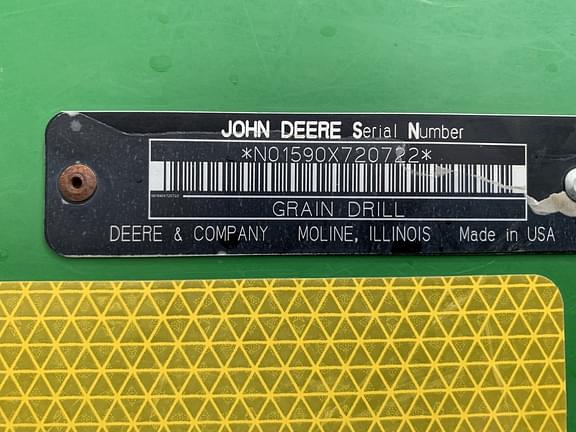 JOHN DEERE Serial Number
*N01590X720722*
GRAIN DRILL
DEERE & COMPANY MOLINE, ILLINOIS Made in USA